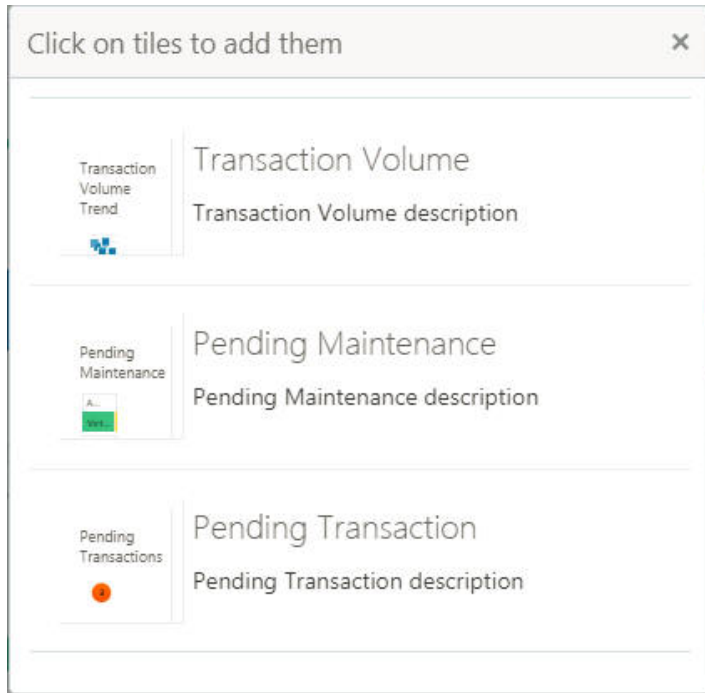 Click on tiles to add them
Transaction
Volume
Trend
Transaction Volume
Transaction Volume description
Pending
Maintenance
A...
Pending Maintenance
Pending Maintenance description
Pending
Transactions
Pending Transaction
Pending Transaction description